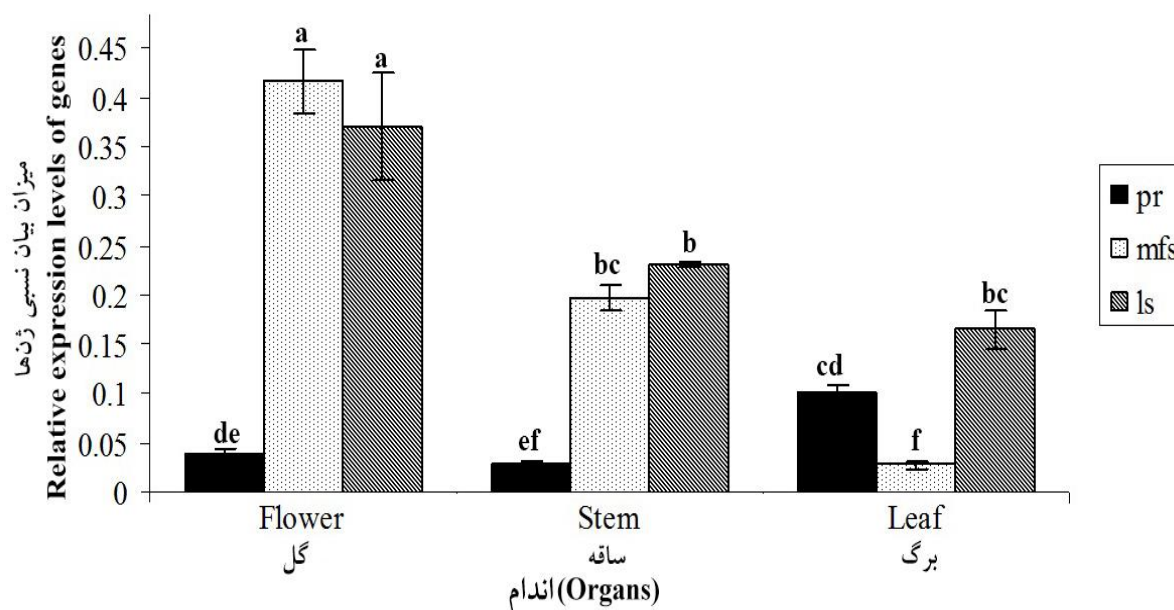 میزان بیان نسبی ژن‌ها
Relative expression levels of genes
0.45
0.4
0.35
0.3
0.25
0.2
0.15
0.1
0.05
0
a
a
de
bc
b
ef
cd
f
bc
pr
mfs
ls
Flower
Stem
Leaf
گل
ساقه
برگ
اندام(Organs)